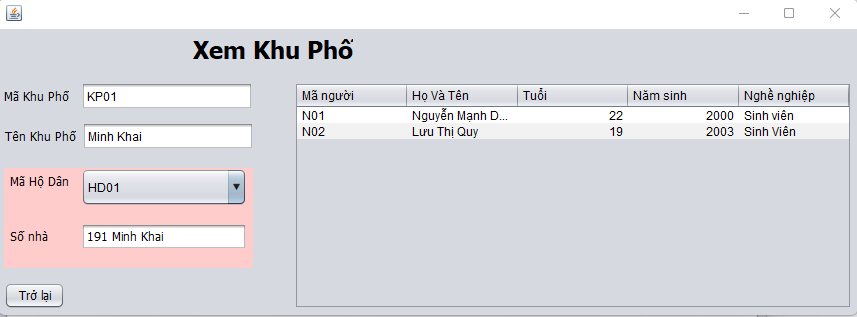 Xem Khu Phố
Mã Khu Phố KP01
Tên Khu Phố Minh Khai
Mã Hộ Dân HD01
Số nhà 191 Minh Khai
Trở lại
Mã người Họ Và Tên Tuổi Năm sinh Nghề nghiệp
N01 Nguyễn Mạnh D... 22 2000 Sinh viên
N02 Lưu Thị Quy 19 2003 Sinh Viên